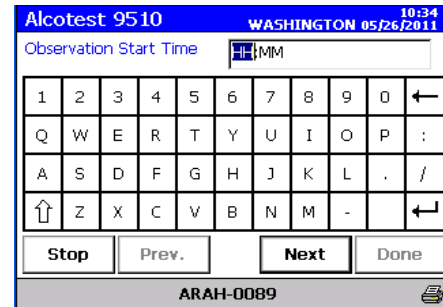 Alcotest 9510
10:34
WASHINGTON 05/26/2011
Observation Start Time HH:MM
1 2 3 4 5 6 7 8 9 0 ←
Q W E R T Y U I O P :
A S D F G H J K L . /
⇧ Z X C V B N M - ↵
Stop Prev. Next Done
ARAH-0089